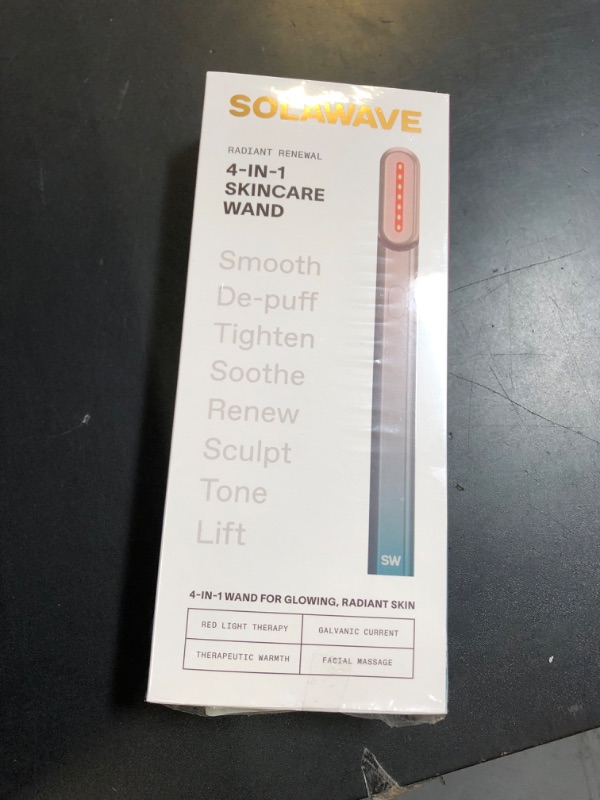 SOLAWAVE
RADIANT RENEWAL
4-IN-1
SKINCARE
WAND
Smooth
De-puff
Tighten
Soothe
Renew
Sculpt
Tone
Lift
SW
4-IN-1 WAND FOR GLOWING, RADIANT SKIN
RED LIGHT THERAPY
GALVANIC CURRENT
THERAPEUTIC WARMTH
FACIAL MASSAGE